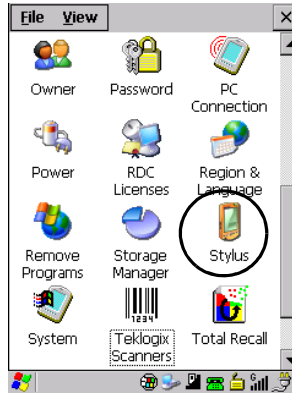 File View
Owner Password PC Connection
Power RDC Licenses Region & Language
Remove Programs Storage Manager Stylus
1234
System Teklogix Scanners Total Recall